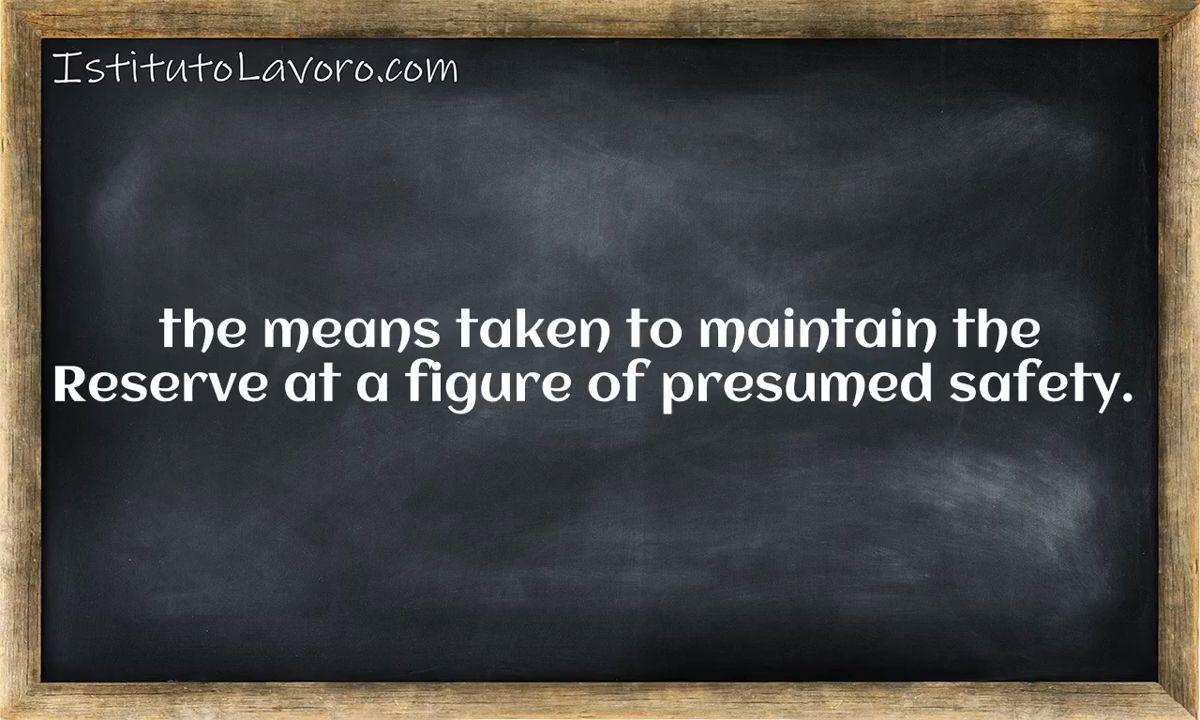 IstitutoLavoro.com
the means taken to maintain the
Reserve at a figure of presumed safety.